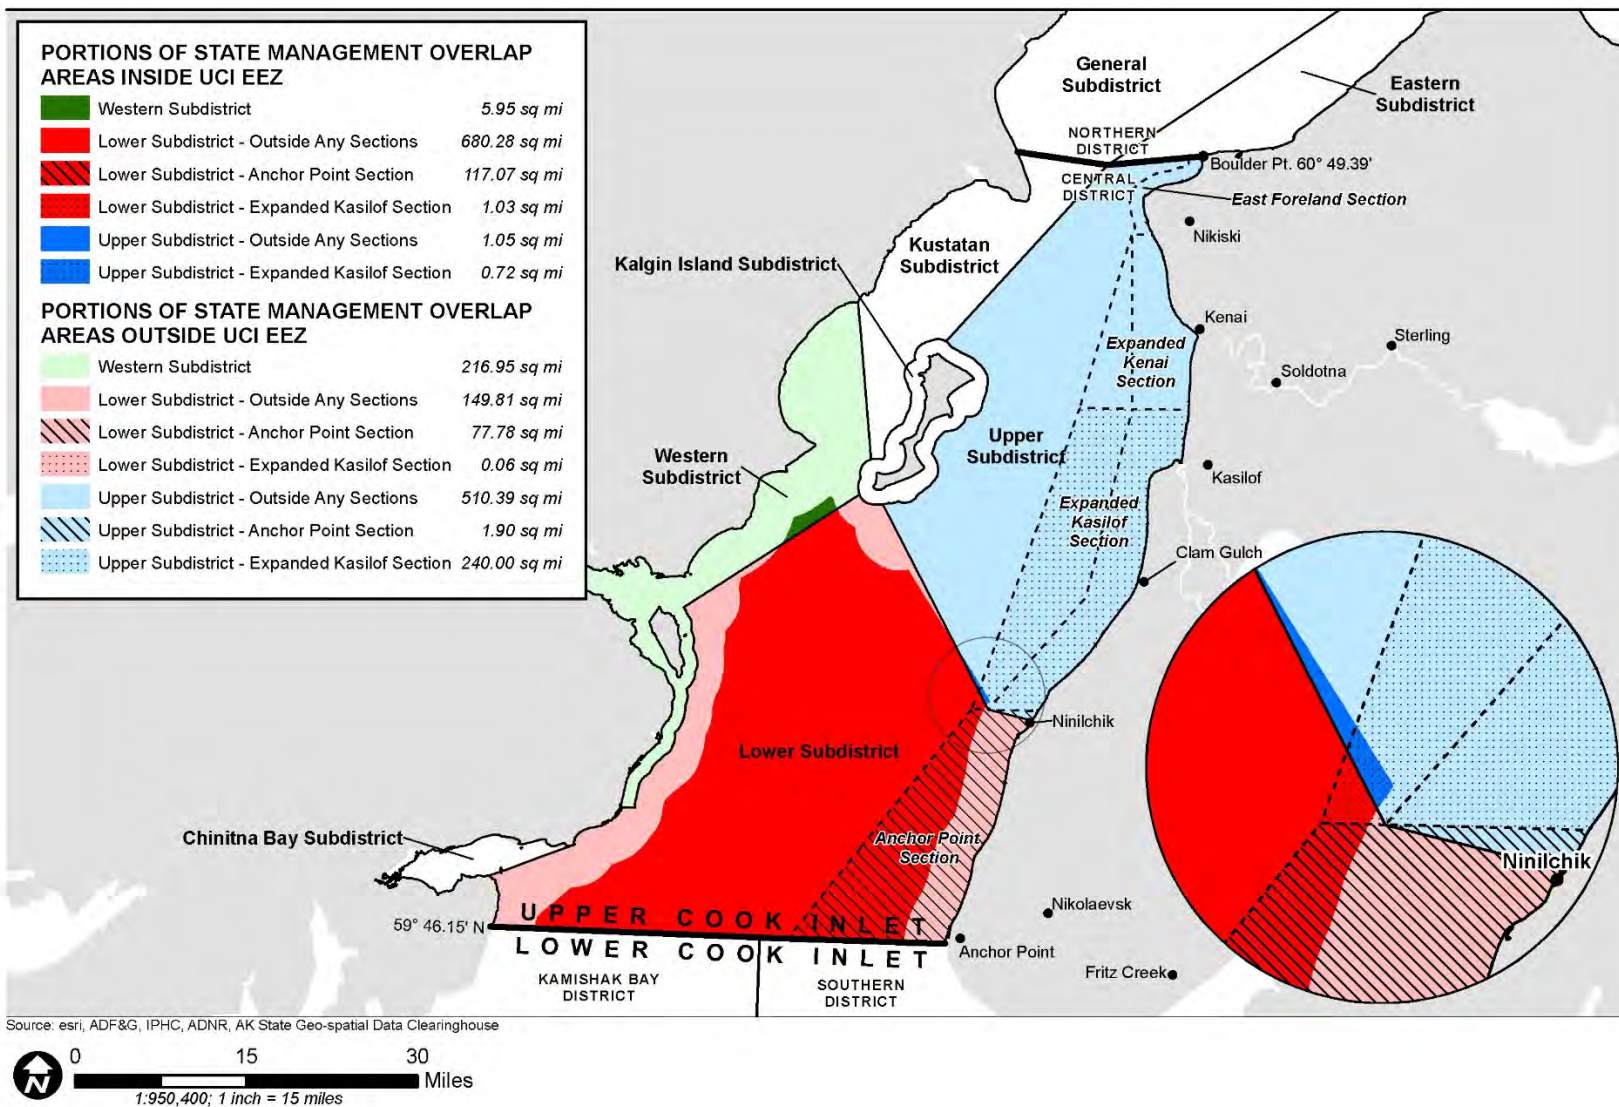 PORTIONS OF STATE MANAGEMENT OVERLAP
AREAS INSIDE UCI EEZ
Western Subdistrict 5.95 sq mi
Lower Subdistrict - Outside Any Sections 680.28 sq mi
Lower Subdistrict - Anchor Point Section 117.07 sq mi
Lower Subdistrict - Expanded Kasilof Section 1.03 sq mi
Upper Subdistrict - Outside Any Sections 1.05 sq mi
Upper Subdistrict - Expanded Kasilof Section 0.72 sq mi
PORTIONS OF STATE MANAGEMENT OVERLAP
AREAS OUTSIDE UCI EEZ
Western Subdistrict 216.95 sq mi
Lower Subdistrict - Outside Any Sections 149.81 sq mi
Lower Subdistrict - Anchor Point Section 77.78 sq mi
Lower Subdistrict - Expanded Kasilof Section 0.06 sq mi
Upper Subdistrict - Outside Any Sections 510.39 sq mi
Upper Subdistrict - Anchor Point Section 1.90 sq mi
Upper Subdistrict - Expanded Kasilof Section 240.00 sq mi
General
Subdistrict
Eastern
Subdistrict
NORTHERN
DISTRICT
Boulder Pt. 60° 49.39'
CENTRAL
DISTRICT
East Foreland Section
Nikiski
Kustatan
Subdistrict
Kalgin Island Subdistrict
Kenai
Sterling
Expanded
Kenai
Section
Soldotna
Upper
Subdistrict
Western
Subdistrict
Kasilof
Expanded
Kasilof
Section
Clam Gulch
Ninilchik
Lower Subdistrict
Chinitna Bay Subdistrict
Anchor Point
Section
Ninilchik
59° 46.15' N
UPPER COOK INLET
LOWER COOK INLET
Nikolaevsk
Anchor Point
Fritz Creek
KAMISHAK BAY
DISTRICT
SOUTHERN
DISTRICT
Source: esri, ADF&G, IPHC, ADNR, AK State Geo-spatial Data Clearinghouse
N
0 15 30
Miles
1:950,400; 1 inch = 15 miles